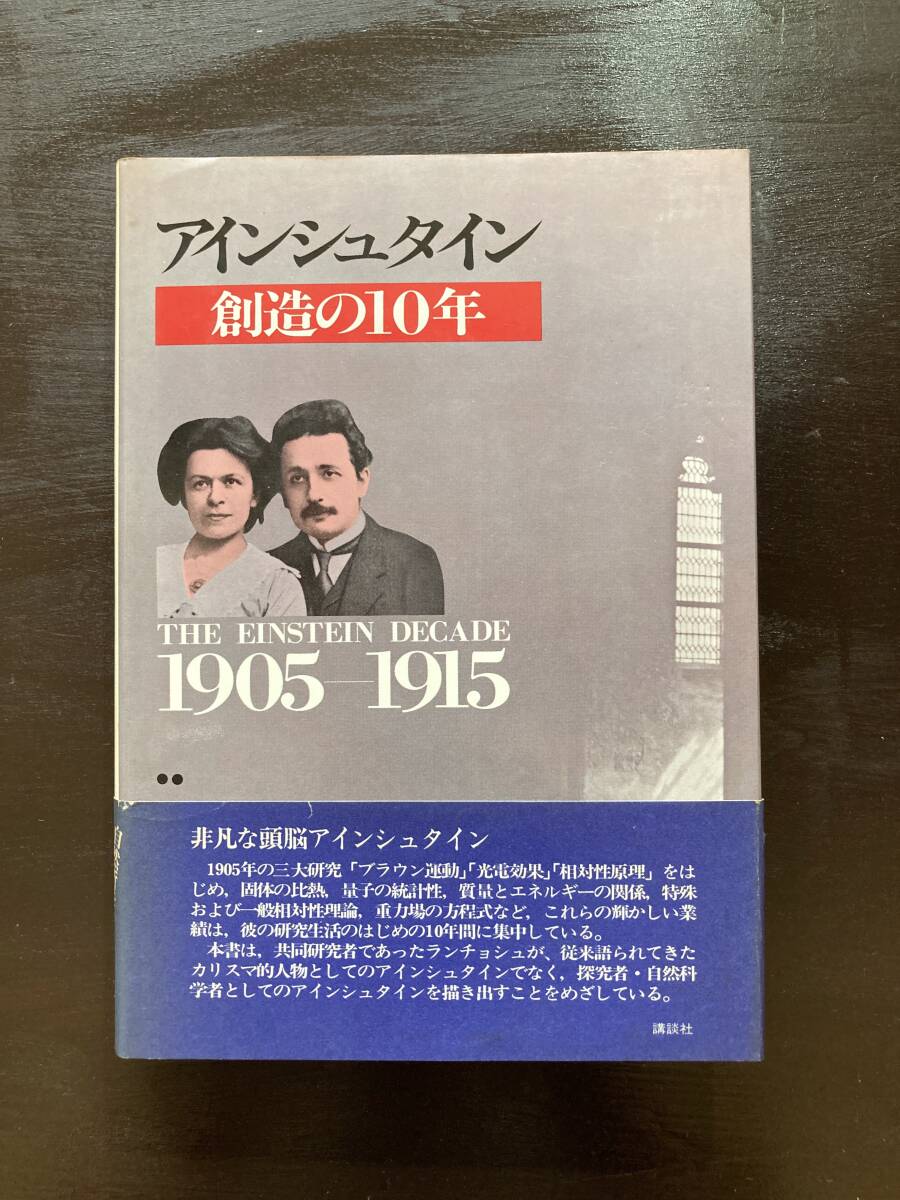 アインシュタイン
創造の10年
THE EINSTEIN DECADE
1905—1915
非凡な頭脳アインシュタイン
1905年の三大研究「ブラウン運動」「光電効果」「相対性原理」をは
じめ，固体の比熱，量子の統計性，質量とエネルギーの関係，特殊
および一般相対性理論，重力場の方程式など，これらの輝かしい業
績は，彼の研究生活のはじめの10年間に集中している。
本書は，共同研究者であったランチョシュが，従来語られてきた
カリスマ的人物としてのアインシュタインでなく，探究者・自然科
学者としてのアインシュタインを描き出すことをめざしている。
講談社